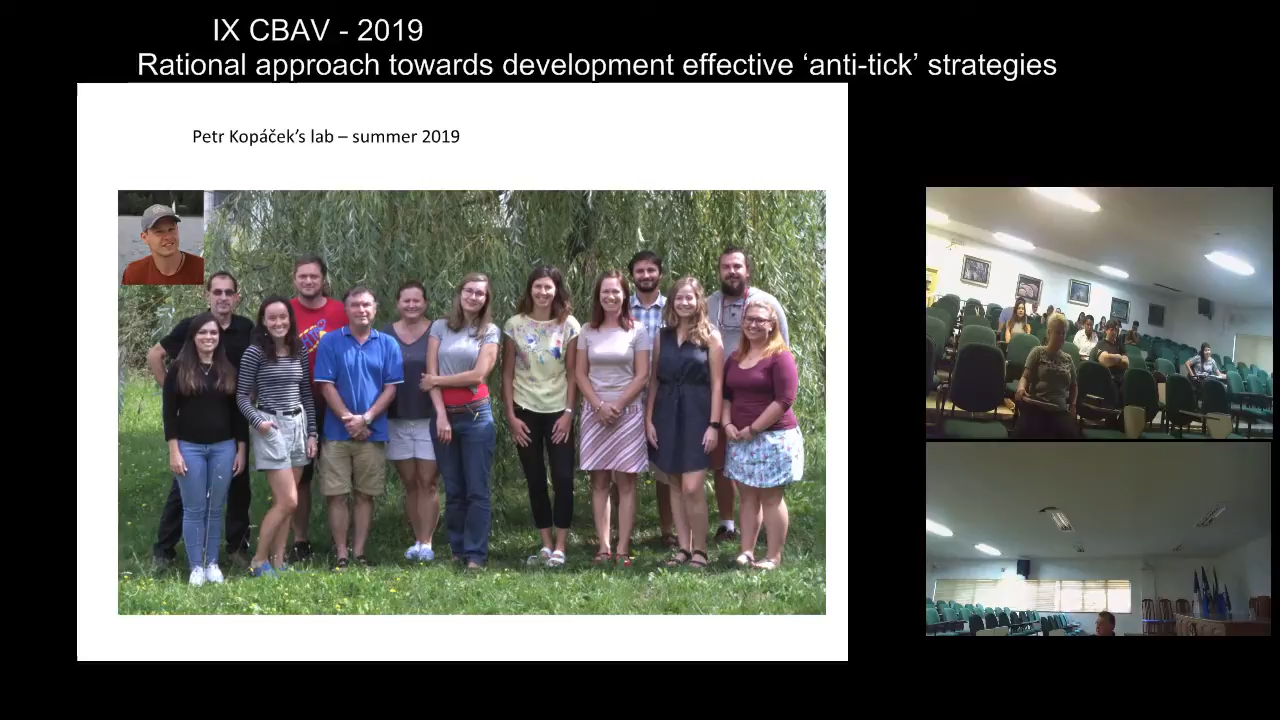 IX CBAV - 2019
Rational approach towards development effective ‘anti-tick’ strategies
Petr Kopáček’s lab – summer 2019